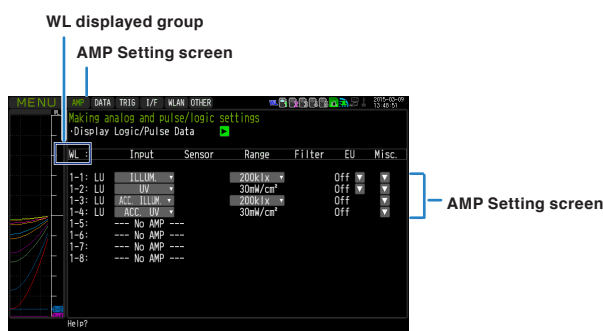 WL displayed group
AMP Setting screen
MENU AMP DATA TRIG I/F WLAN OTHER 2015-03-09
13:48:51
Making analog and pulse/logic settings
·Display Logic/Pulse Data
WL : Input Sensor Range Filter EU Misc.
1-1: LU ILLUM. 200klx Off
1-2: LU UV 30mW/cm² Off
1-3: LU ACC. ILLUM. 200klx Off
1-4: LU ACC. UV 30mW/cm² Off
1-5: --- No AMP ---
1-6: --- No AMP ---
1-7: --- No AMP ---
1-8: --- No AMP ---
AMP Setting screen
Help?